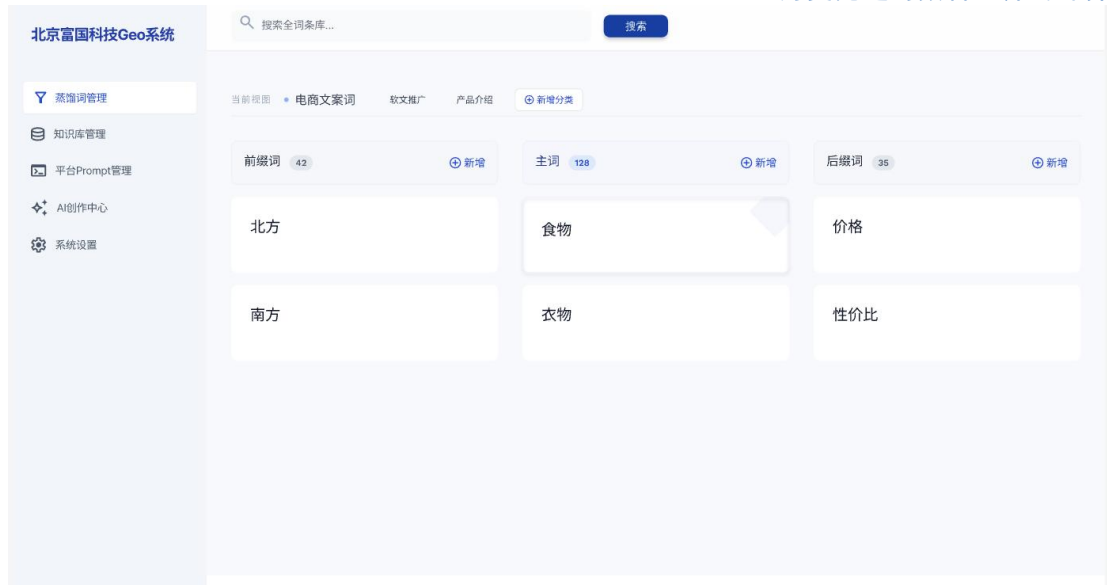 北京富国科技Geo系统
搜索全词条库...
搜索
蒸馏词管理
知识库管理
平台Prompt管理
AI创作中心
系统设置
当前视图 电商文案词 软文推广 产品介绍 新增分类
前缀词 42 新增
主词 128 新增
后缀词 35 新增
北方
食物
价格
南方
衣物
性价比